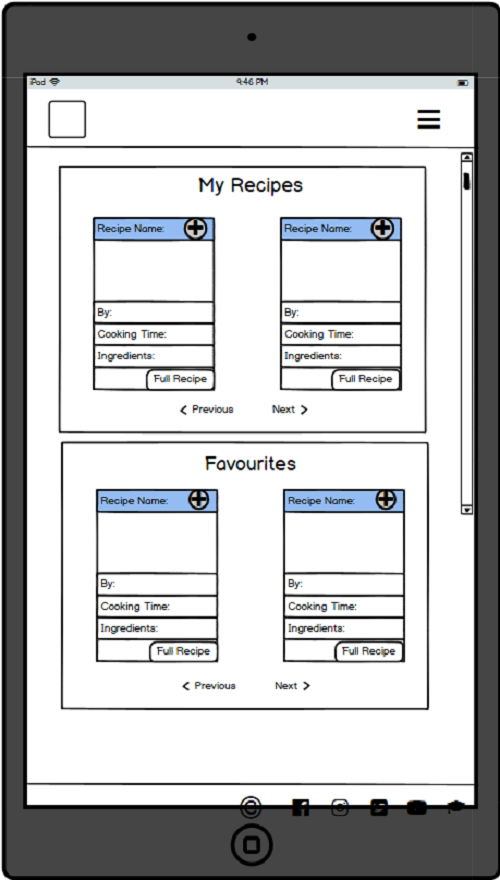 iPad 9:46 PM
My Recipes
Recipe Name: Recipe Name:
By: By:
Cooking Time: Cooking Time:
Ingredients: Ingredients:
Full Recipe Full Recipe
Previous Next
Favourites
Recipe Name: Recipe Name:
By: By:
Cooking Time: Cooking Time:
Ingredients: Ingredients:
Full Recipe Full Recipe
Previous Next
©